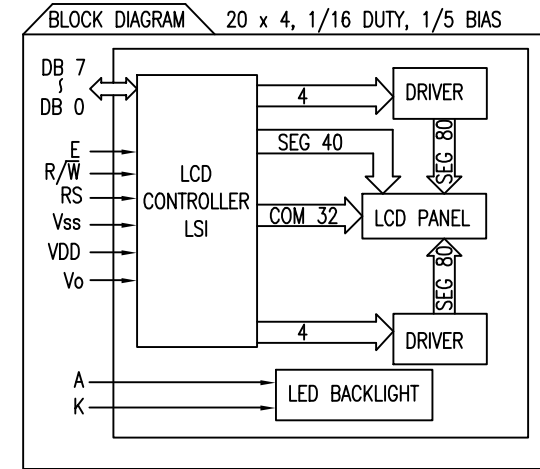 BLOCK DIAGRAM 20 x 4, 1/16 DUTY, 1/5 BIAS
DB 7
∫
DB 0
E
R/W̅
RS
Vss
VDD
Vo
A
K
LCD
CONTROLLER
LSI
4
SEG 40
COM 32
4
DRIVER
SEG 80
LCD PANEL
SEG 80
DRIVER
LED BACKLIGHT